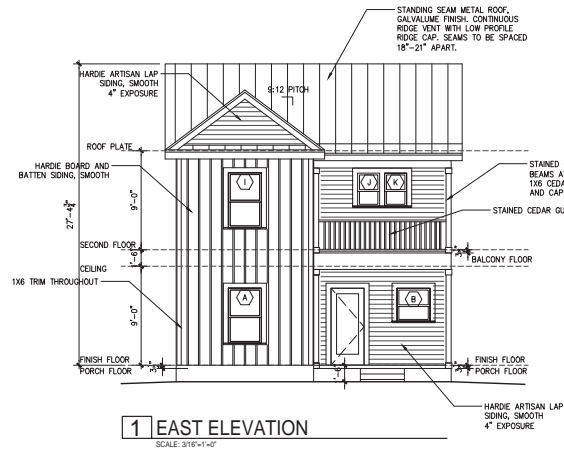 STANDING SEAM METAL ROOF,
GALVALUME FINISH. CONTINUOUS
RIDGE VENT WITH LOW PROFILE
RIDGE CAP. SEAMS TO BE SPACED
18"-21" APART.
HARDIE ARTISAN LAP
SIDING, SMOOTH
4" EXPOSURE
9:12 PITCH
ROOF PLATE
HARDIE BOARD AND
BATTEN SIDING, SMOOTH
I
J
K
STAINED
BEAMS A
1X6 CEDA
AND CAP
STAINED CEDAR GU
9'-0"
27'-4¾"
SECOND FLOOR
1'-6"
BALCONY FLOOR
CEILING
1X6 TRIM THROUGHOUT
A
B
9'-0"
FINISH FLOOR
PORCH FLOOR
FINISH FLOOR
PORCH FLOOR
HARDIE ARTISAN LAP
SIDING, SMOOTH
4" EXPOSURE
1 EAST ELEVATION
SCALE: 3/16"=1'=0"